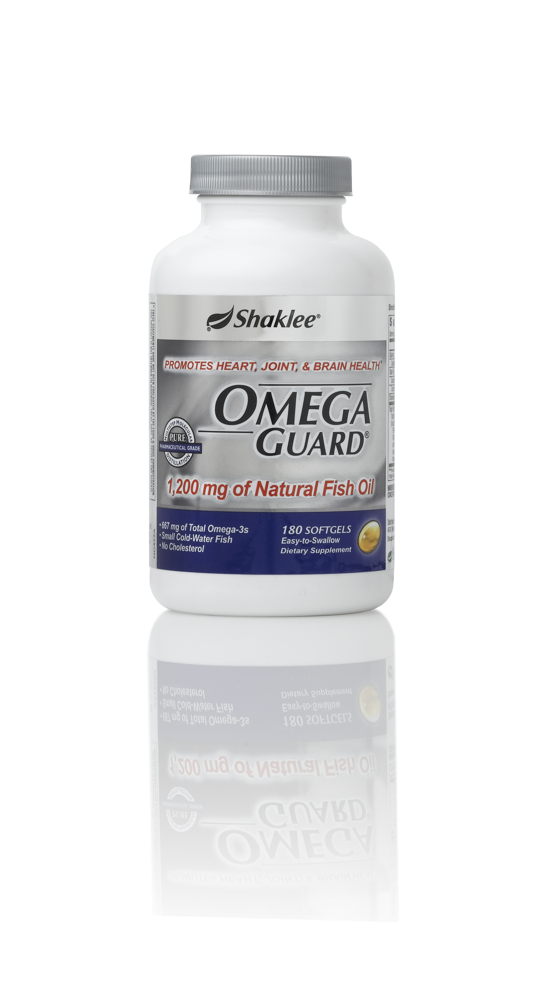 Shaklee®
®
PROMOTES HEART, JOINT, & BRAIN HEALTH*
OMEGA
GUARD®
MULTISTEP MOLECULAR
PURE
PHARMACEUTICAL GRADE
DISTILLATION
1,200 mg of Natural Fish Oil
• 667 mg of Total Omega-3s
• Small Cold-Water Fish
• No Cholesterol
180 SOFTGELS
Easy-to-Swallow
Dietary Supplement
* THESE STATEMENTS HAVE NOT BEEN EVALUATED BY THE FOOD & DRUG ADMINISTRATION.
THIS PRODUCT IS NOT INTENDED TO DIAGNOSE, TREAT, CURE OR PREVENT ANY DISEASE.
NG422A